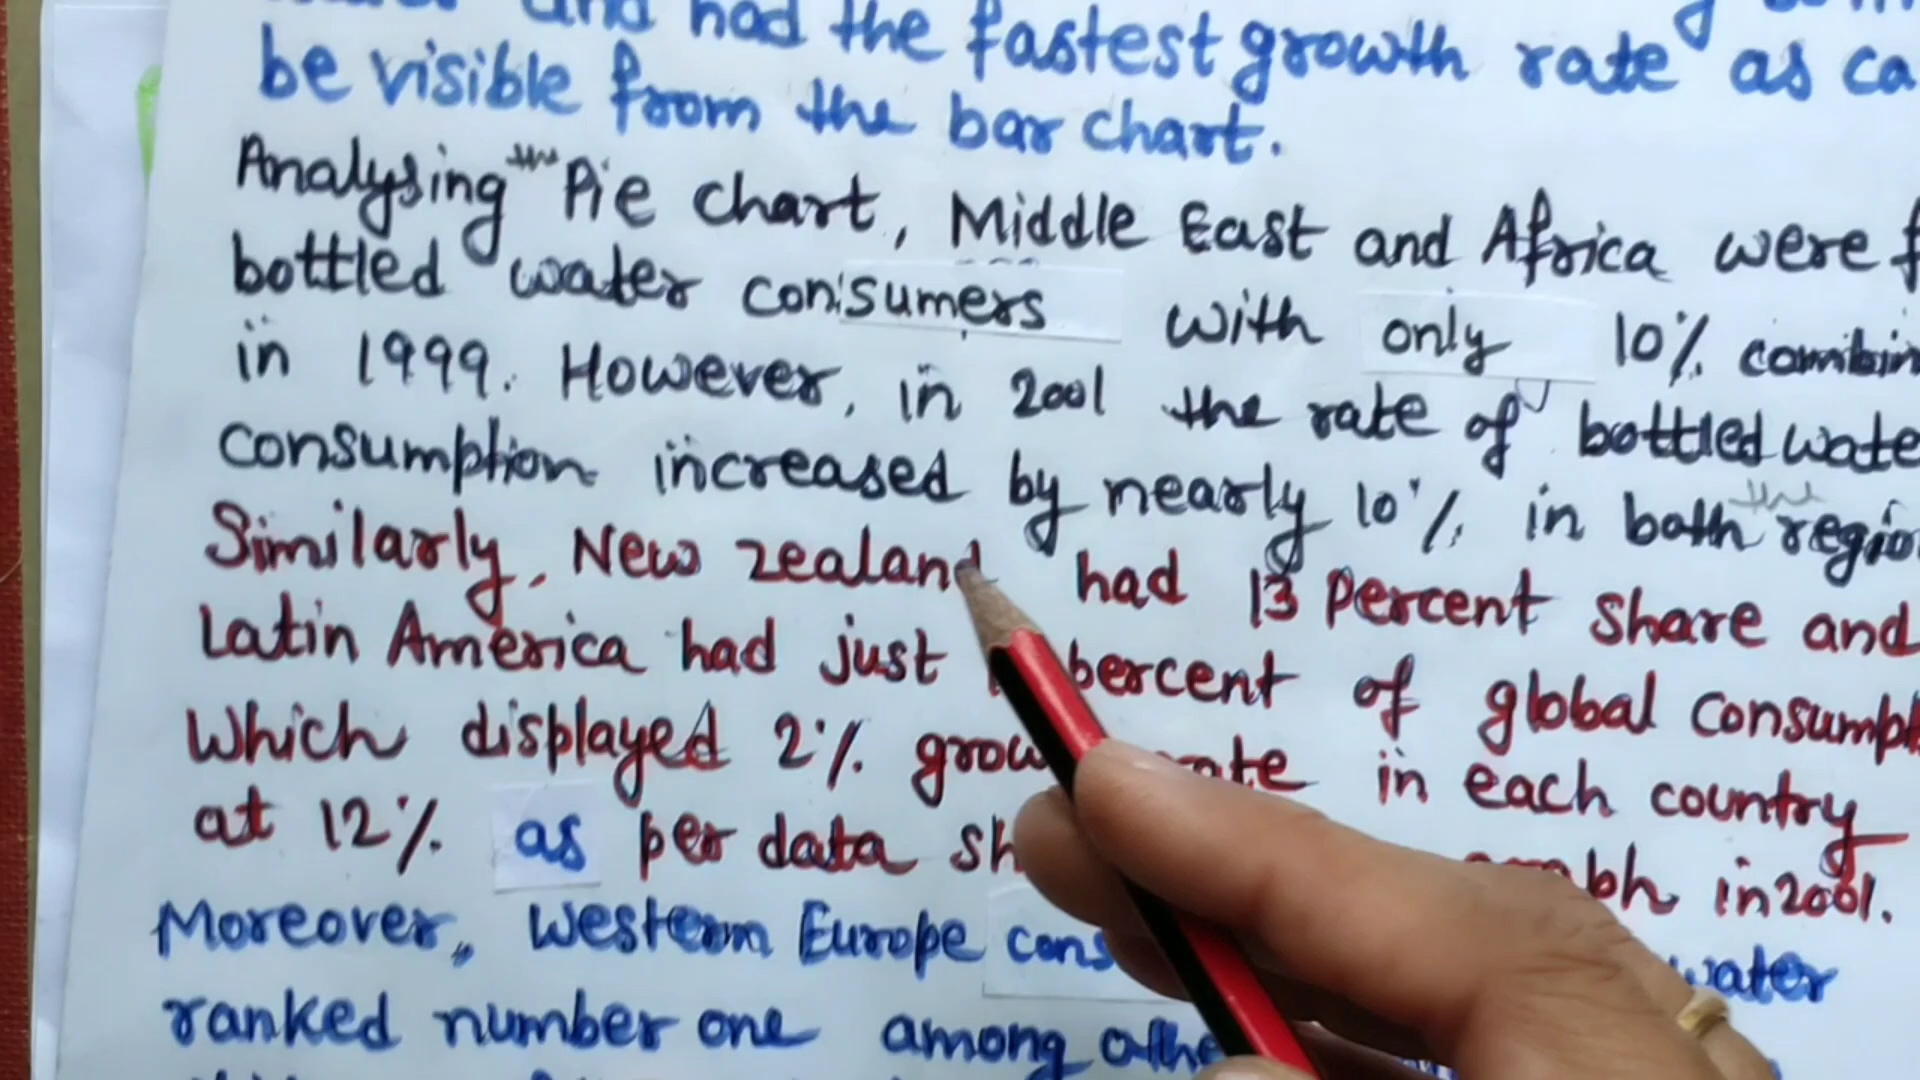 and had the fastest growth rate as ca
be visible from the bar chart.
Analysing the Pie chart, Middle East and Africa were f
bottled water consumers with only 10% combin
in 1999. However, in 2001 the rate of bottled wate
consumption increased by nearly 10% in both the regio
Similarly, New Zealand had 13 Percent share and
Latin America had just percent of global consumpt
which displayed 2% grow rate in each country
at 12% as per data sh in 2001.
Moreover, Western Europe cons water
ranked number one among othe